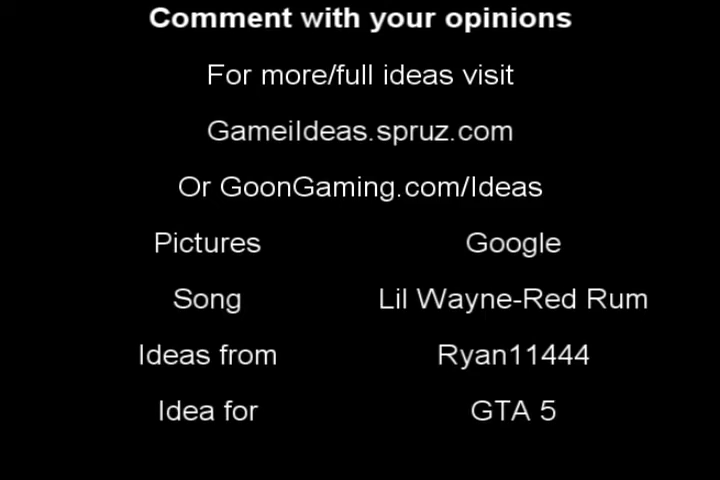 Comment with your opinions
For more/full ideas visit
GameiIdeas.spruz.com
Or GoonGaming.com/Ideas
Pictures Google
Song Lil Wayne-Red Rum
Ideas from Ryan11444
Idea for GTA 5